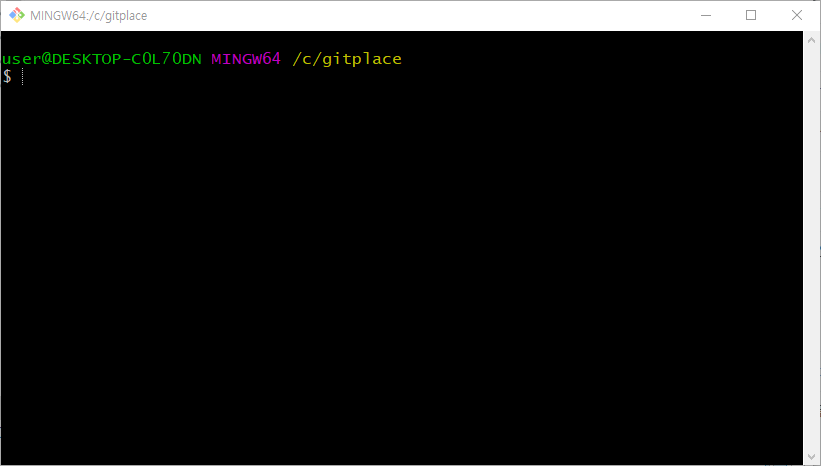 MINGW64:/c/gitplace
user@DESKTOP-C0L70DN MINGW64 /c/gitplace
$